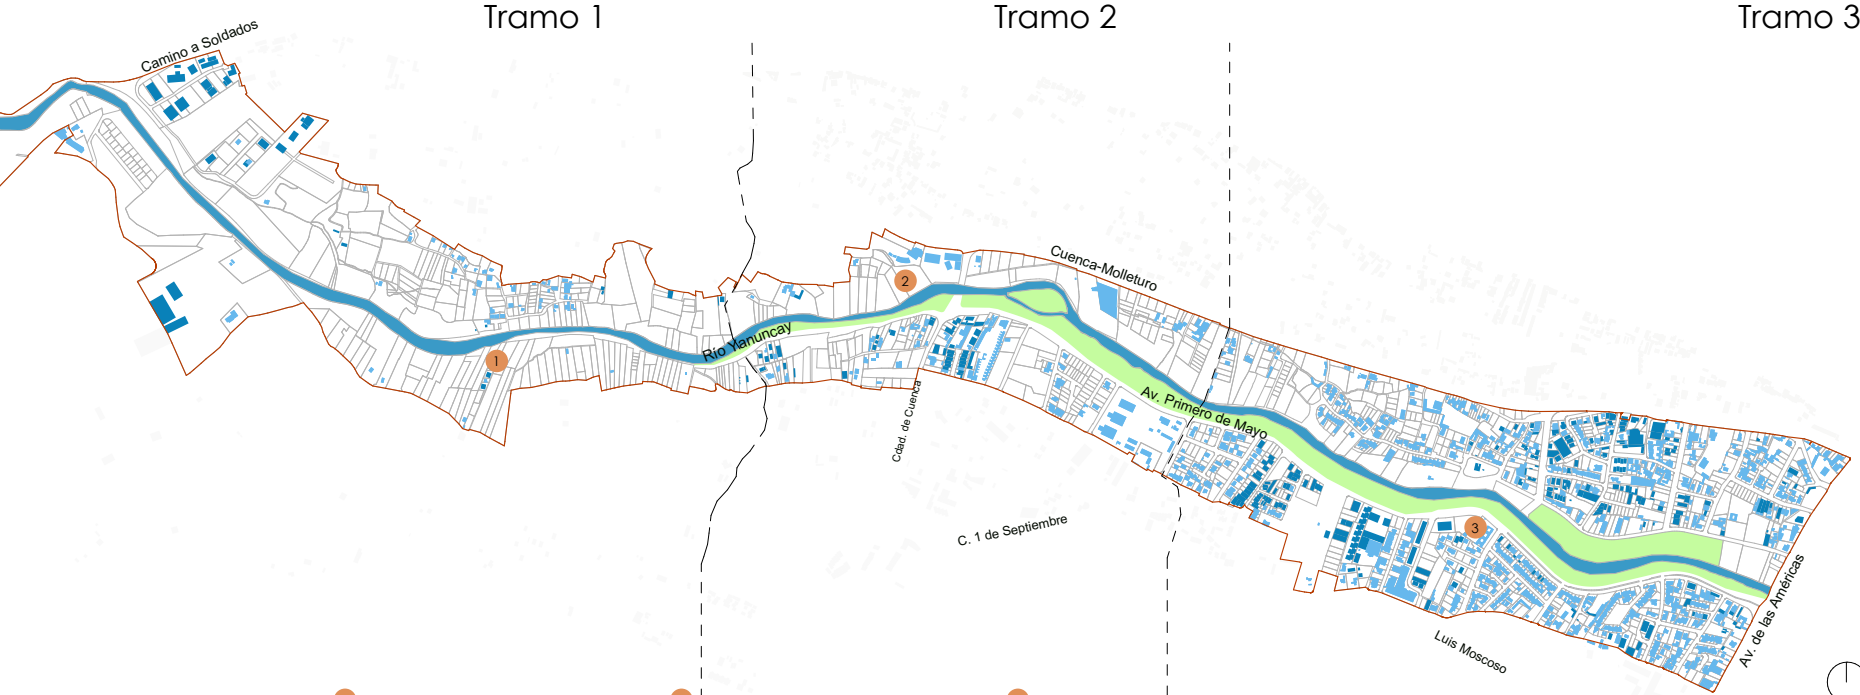 Tramo 1
Tramo 2
Tramo 3
Camino a Soldados
Cuenca-Molleturo
2
Río Yanuncay
1
Cdad. de Cuenca
Av. Primero de Mayo
C. 1 de Septiembre
3
Av. de las Américas
Luis Moscoso